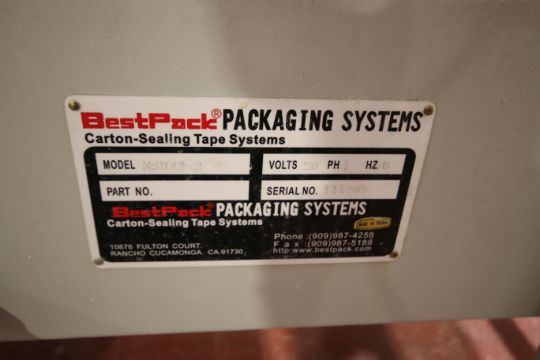 BestPack® PACKAGING SYSTEMS
Carton-Sealing Tape Systems
MODEL
VOLTS PH 1 HZ
PART NO.
SERIAL NO.
BestPack PACKAGING SYSTEMS
Carton-Sealing Tape Systems
10676 FULTON COURT.
RANCHO CUCAMONGA. CA.91730
Phone:(909)987-4258
Fax:(909)987-5189
http:www.bestpack.com